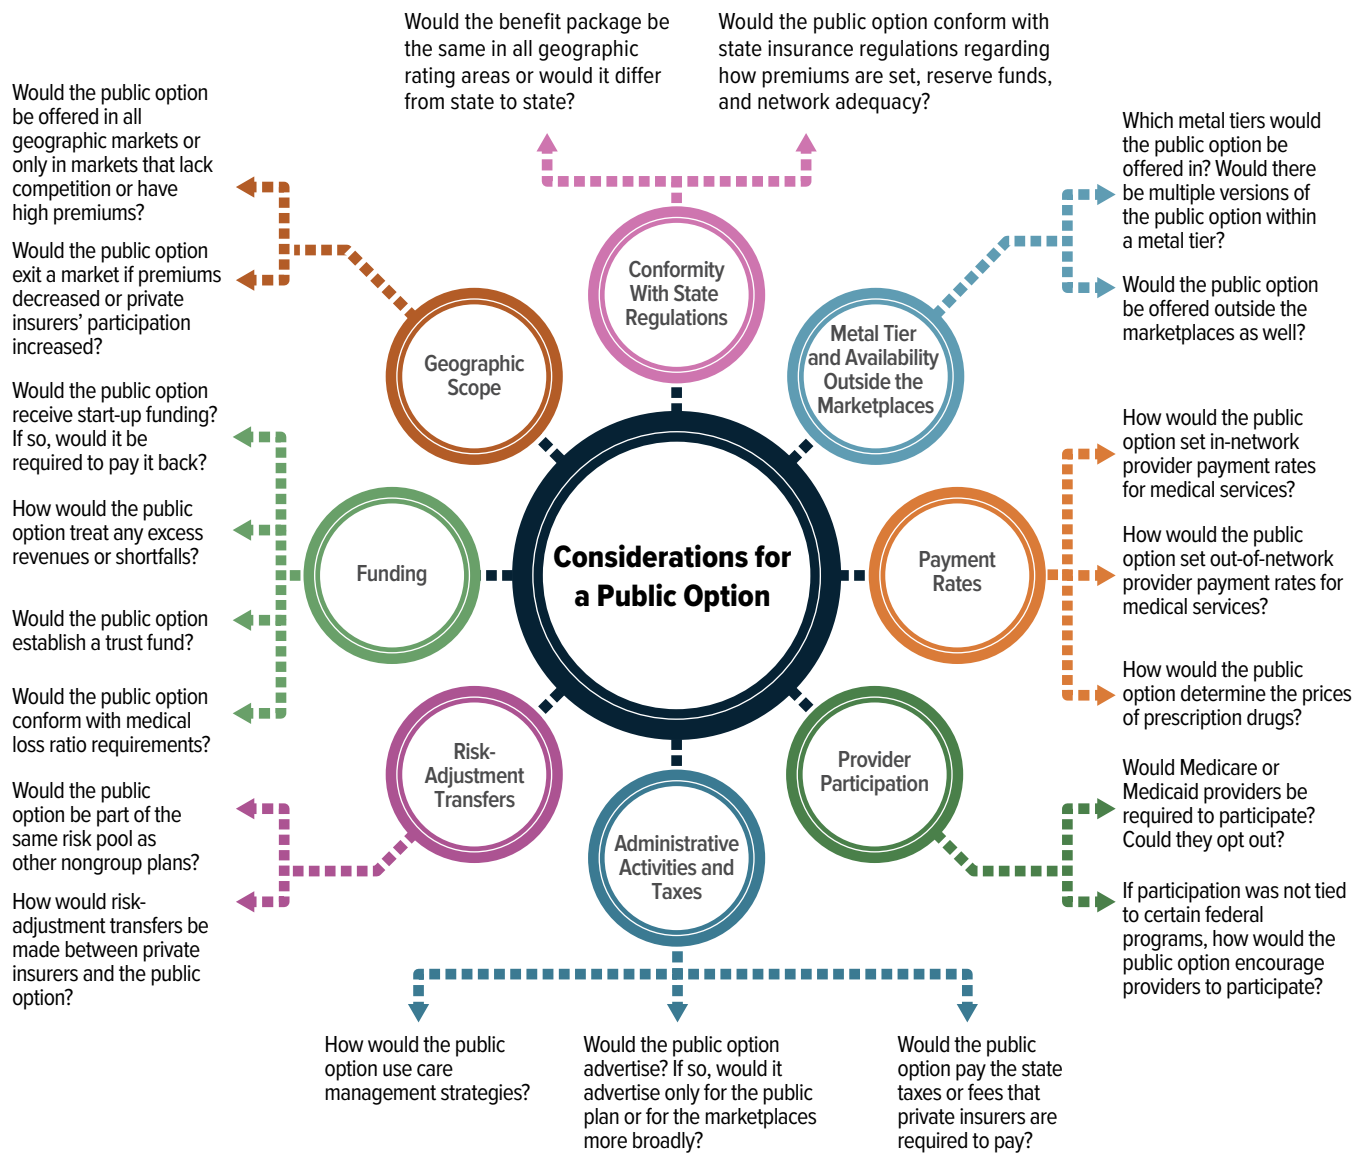 Would the benefit package be
the same in all geographic
rating areas or would it differ
from state to state?
Would the public option conform with
state insurance regulations regarding
how premiums are set, reserve funds,
and network adequacy?
Would the public option
be offered in all
geographic markets or
only in markets that lack
competition or have
high premiums?
Would the public option
exit a market if premiums
decreased or private
insurers’ participation
increased?
Would the public option
receive start-up funding?
If so, would it be
required to pay it back?
How would the public
option treat any excess
revenues or shortfalls?
Would the public option
establish a trust fund?
Would the public option
conform with medical
loss ratio requirements?
Would the public
option be part of the
same risk pool as
other nongroup plans?
How would risk-
adjustment transfers be
made between private
insurers and the public
option?
Conformity
With State
Regulations
Geographic
Scope
Metal Tier
and Availability
Outside the
Marketplaces
Funding
Considerations for
a Public Option
Payment
Rates
Risk-
Adjustment
Transfers
Provider
Participation
Administrative
Activities and
Taxes
Which metal tiers would
the public option be
offered in? Would there
be multiple versions of
the public option within
a metal tier?
Would the public option
be offered outside the
marketplaces as well?
How would the public
option set in-network
provider payment rates
for medical services?
How would the public
option set out-of-network
provider payment rates for
medical services?
How would the public
option determine the prices
of prescription drugs?
Would Medicare or
Medicaid providers be
required to participate?
Could they opt out?
If participation was not tied
to certain federal
programs, how would the
public option encourage
providers to participate?
How would the public
option use care
management strategies?
Would the public option
advertise? If so, would it
advertise only for the public
plan or for the marketplaces
more broadly?
Would the public
option pay the state
taxes or fees that
private insurers are
required to pay?